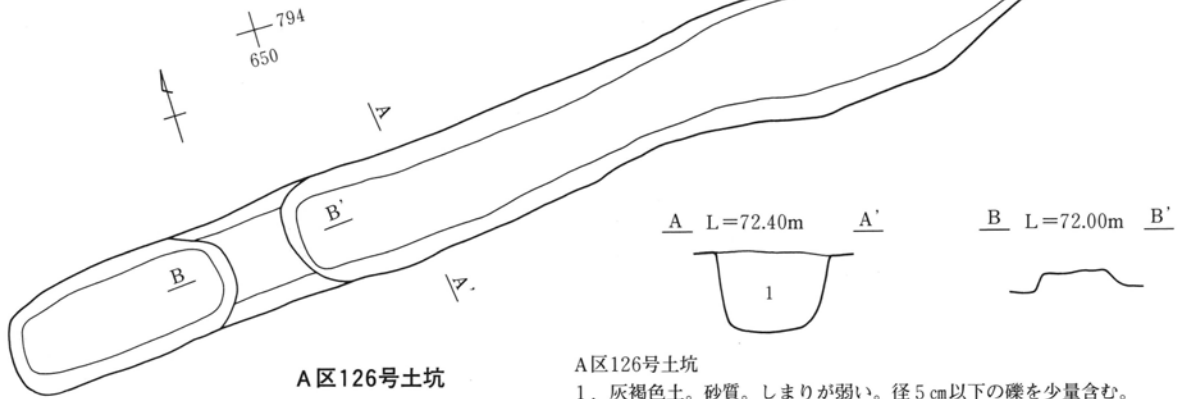 794
650
A
B'
B
A'
A L=72.40m A'
B L=72.00m B'
1
A区126号土坑
A区126号土坑
1．灰褐色土。砂質。しまりが弱い。径5㎝以下の礫を少量含む。